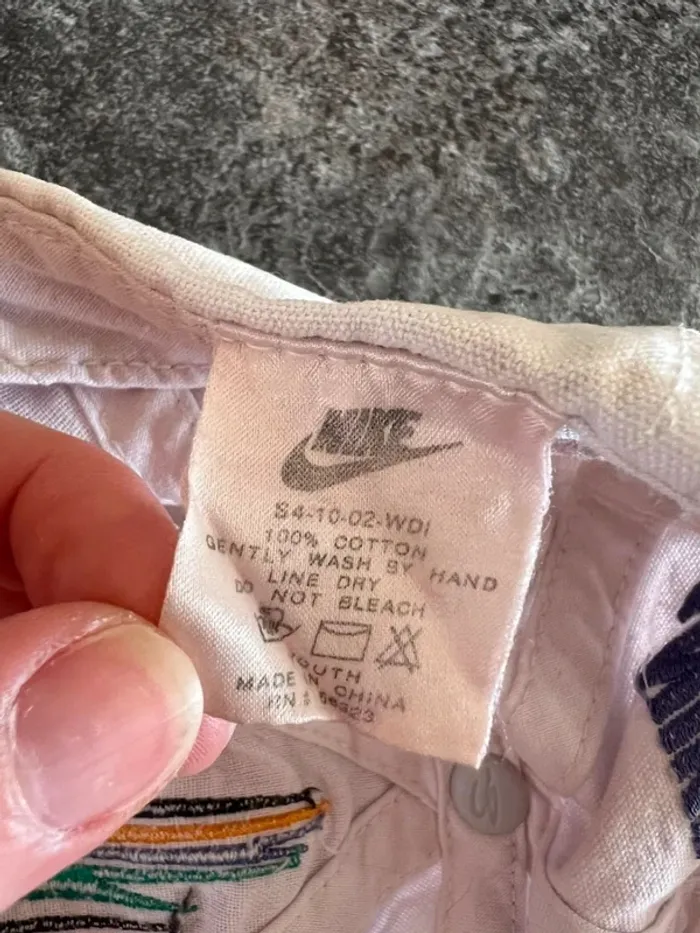 NIKE
S4-10-02-WDI
100% COTTON
GENTLY WASH BY HAND
LINE DRY
DO NOT BLEACH
YOUTH
MADE IN CHINA